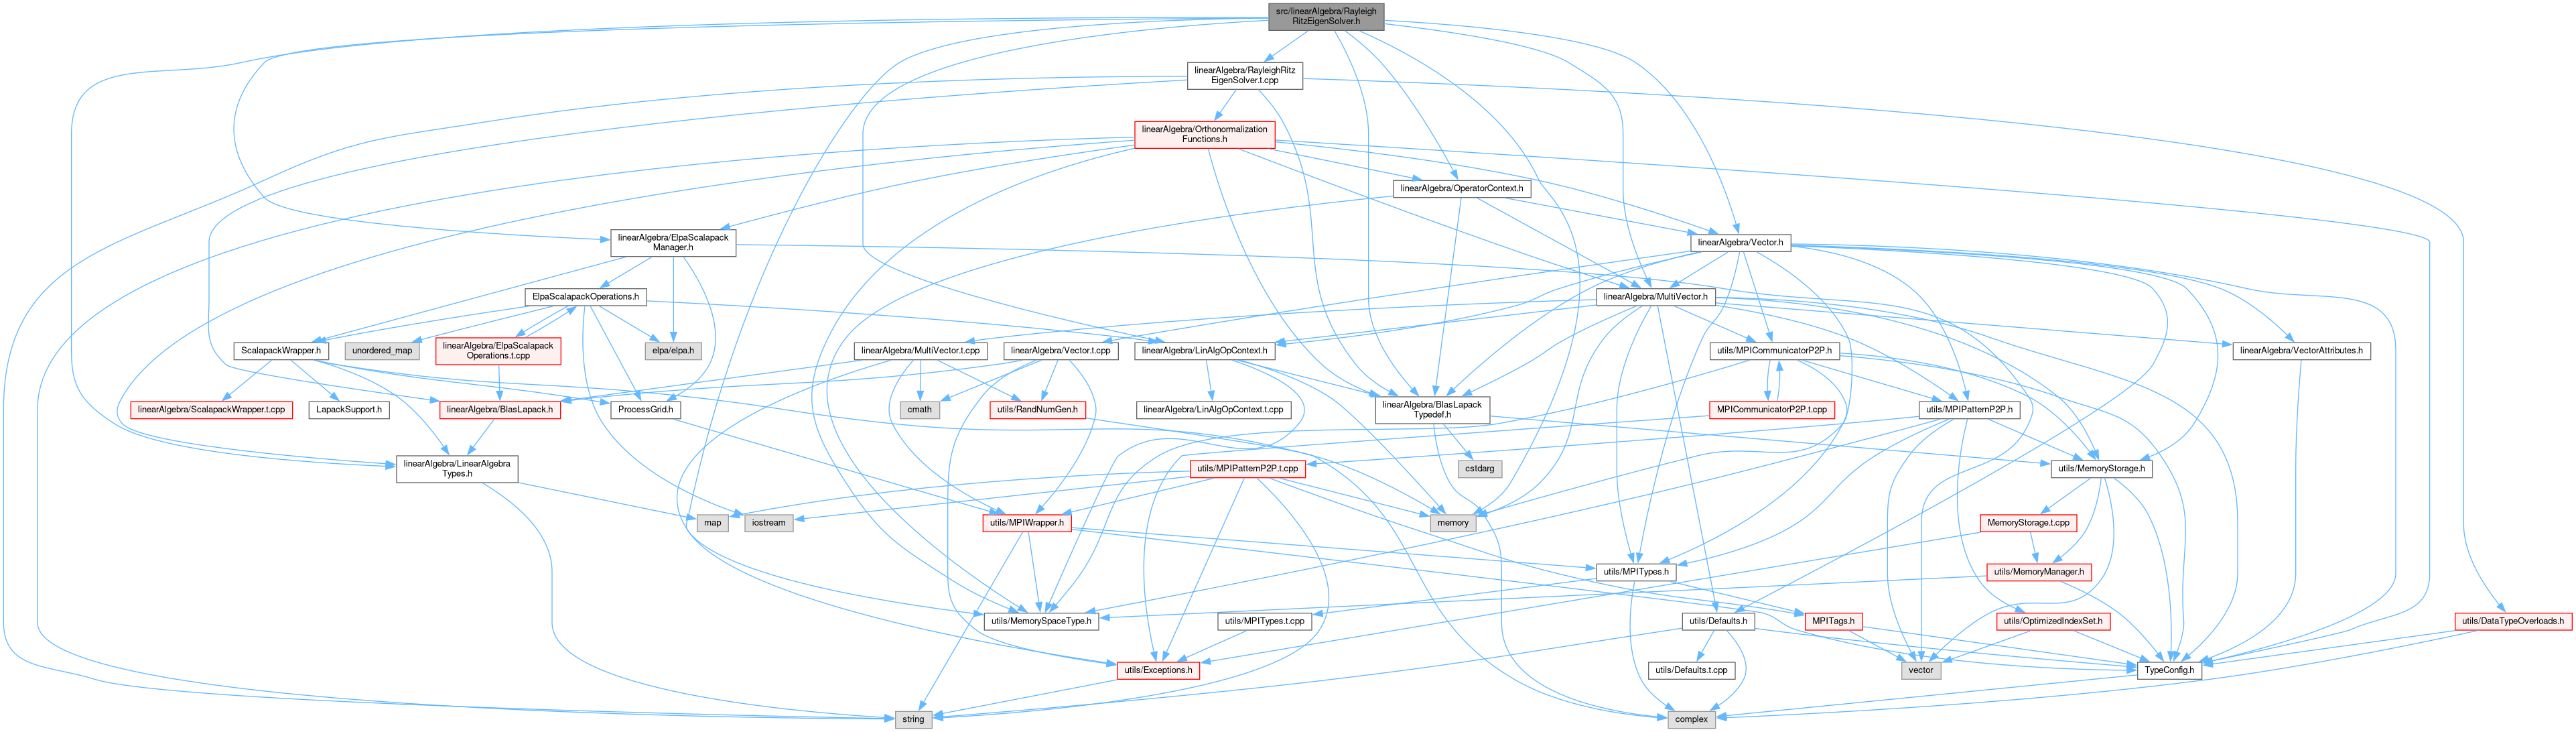 src/linearAlgebra/Rayleigh
RitzEigenSolver.h
linearAlgebra/RayleighRitz
EigenSolver.t.cpp
linearAlgebra/Orthonormalization
Functions.h
linearAlgebra/OperatorContext.h
linearAlgebra/ElpaScalapack
Manager.h
linearAlgebra/Vector.h
ElpaScalapackOperations.h
linearAlgebra/MultiVector.h
ScalapackWrapper.h
unordered_map
linearAlgebra/ElpaScalapack
Operations.t.cpp
elpa/elpa.h
linearAlgebra/MultiVector.t.cpp
linearAlgebra/Vector.t.cpp
linearAlgebra/LinAlgOpContext.h
utils/MPICommunicatorP2P.h
linearAlgebra/VectorAttributes.h
linearAlgebra/ScalapackWrapper.t.cpp
LapackSupport.h
linearAlgebra/BlasLapack.h
ProcessGrid.h
cmath
utils/RandNumGen.h
linearAlgebra/LinAlgOpContext.t.cpp
linearAlgebra/BlasLapack
Typedef.h
MPICommunicatorP2P.t.cpp
utils/MPIPatternP2P.h
linearAlgebra/LinearAlgebra
Types.h
utils/MPIPatternP2P.t.cpp
cstdarg
utils/MemoryStorage.h
map
iostream
utils/MPIWrapper.h
memory
MemoryStorage.t.cpp
utils/MPITypes.h
utils/MemoryManager.h
utils/MemorySpaceType.h
utils/MPITypes.t.cpp
utils/Defaults.h
MPITags.h
utils/OptimizedIndexSet.h
utils/DataTypeOverloads.h
utils/Exceptions.h
utils/Defaults.t.cpp
vector
TypeConfig.h
string
complex